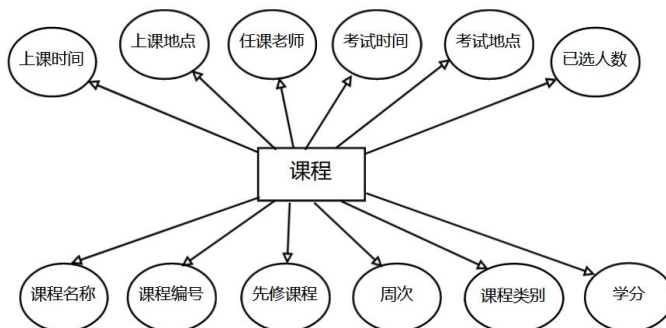 上课时间
上课地点
任课老师
考试时间
考试地点
已选人数
课程
课程名称
课程编号
先修课程
周次
课程类别
学分